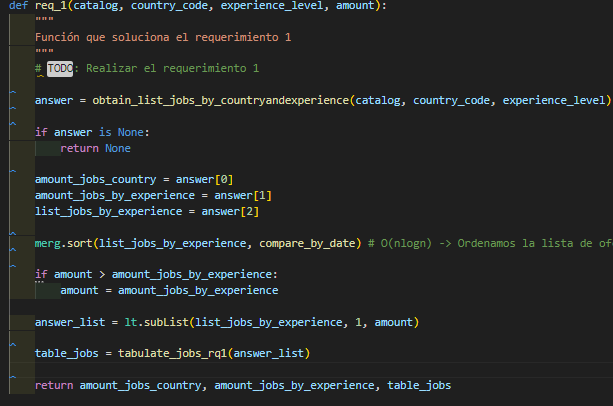 def req_1(catalog, country_code, experience_level, amount):
"""
Función que soluciona el requerimiento 1
"""
# TODO: Realizar el requerimiento 1
answer = obtain_list_jobs_by_countryandexperience(catalog, country_code, experience_level)
if answer is None:
return None
amount_jobs_country = answer[0]
amount_jobs_by_experience = answer[1]
list_jobs_by_experience = answer[2]
merg.sort(list_jobs_by_experience, compare_by_date) # O(nlogn) -> Ordenamos la lista de
if amount > amount_jobs_by_experience:
amount = amount_jobs_by_experience
answer_list = lt.subList(list_jobs_by_experience, 1, amount)
table_jobs = tabulate_jobs_rq1(answer_list)
return amount_jobs_country, amount_jobs_by_experience, table_jobs